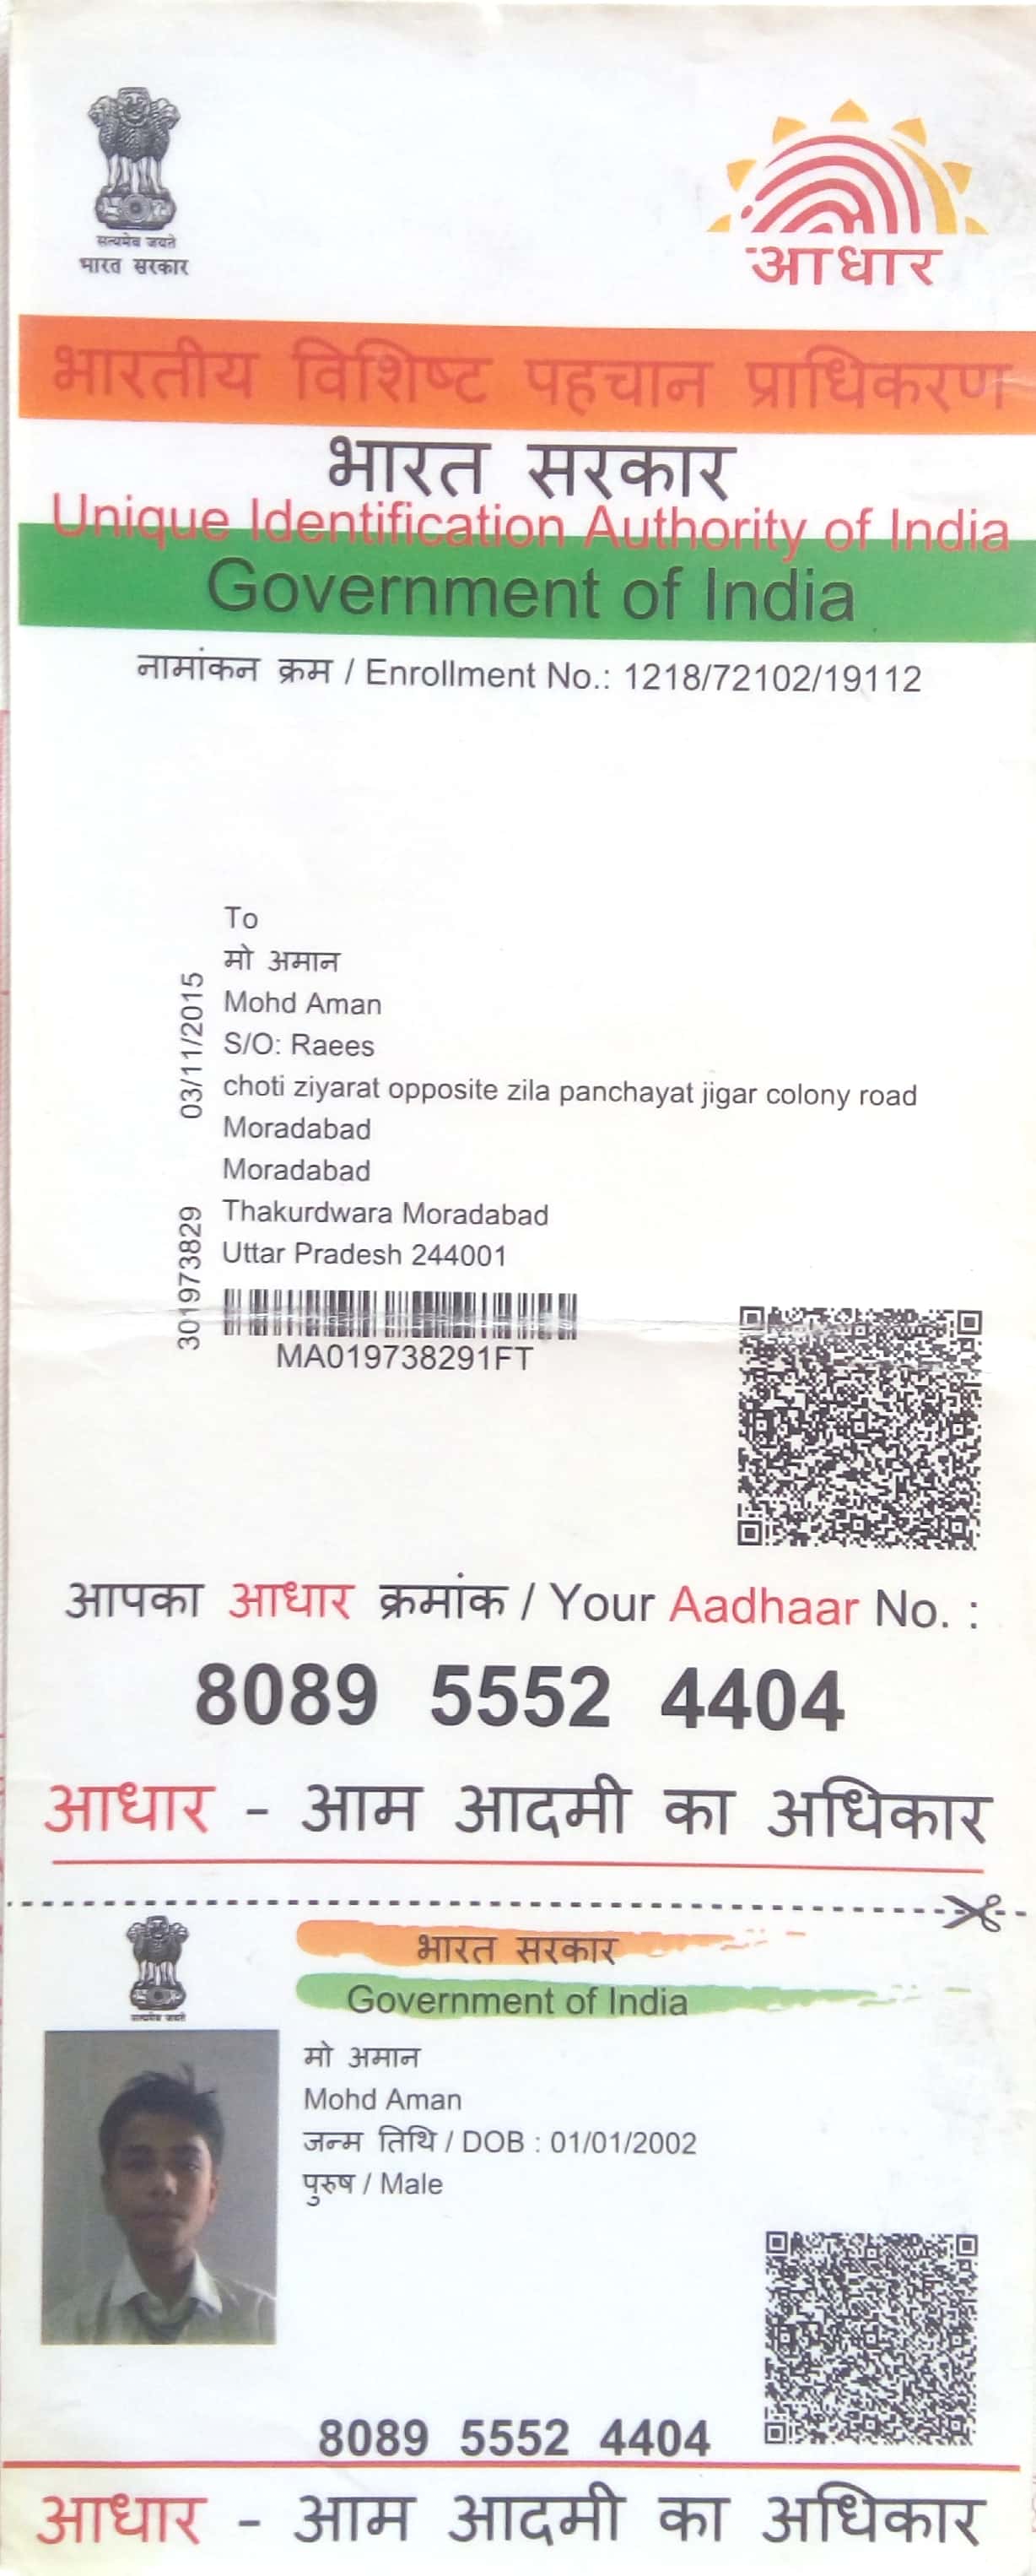 सत्यमेव जयते
भारत सरकार
आधार
भारतीय विशिष्ट पहचान प्राधिकरण
भारत सरकार
Unique Identification Authority of India
Government of India
नामांकन क्रम / Enrollment No.: 1218/72102/19112
To
मो अमान
Mohd Aman
S/O: Raees
choti ziyarat opposite zila panchayat jigar colony road
Moradabad
Moradabad
Thakurdwara Moradabad
Uttar Pradesh 244001
03/11/2015
301973829
MA019738291FT
आपका आधार क्रमांक / Your Aadhaar No. :
8089 5552 4404
आधार - आम आदमी का अधिकार
सत्यमेव जयते
भारत सरकार
Government of India
मो अमान
Mohd Aman
जन्म तिथि / DOB : 01/01/2002
पुरुष / Male
8089 5552 4404
आधार - आम आदमी का अधिकार